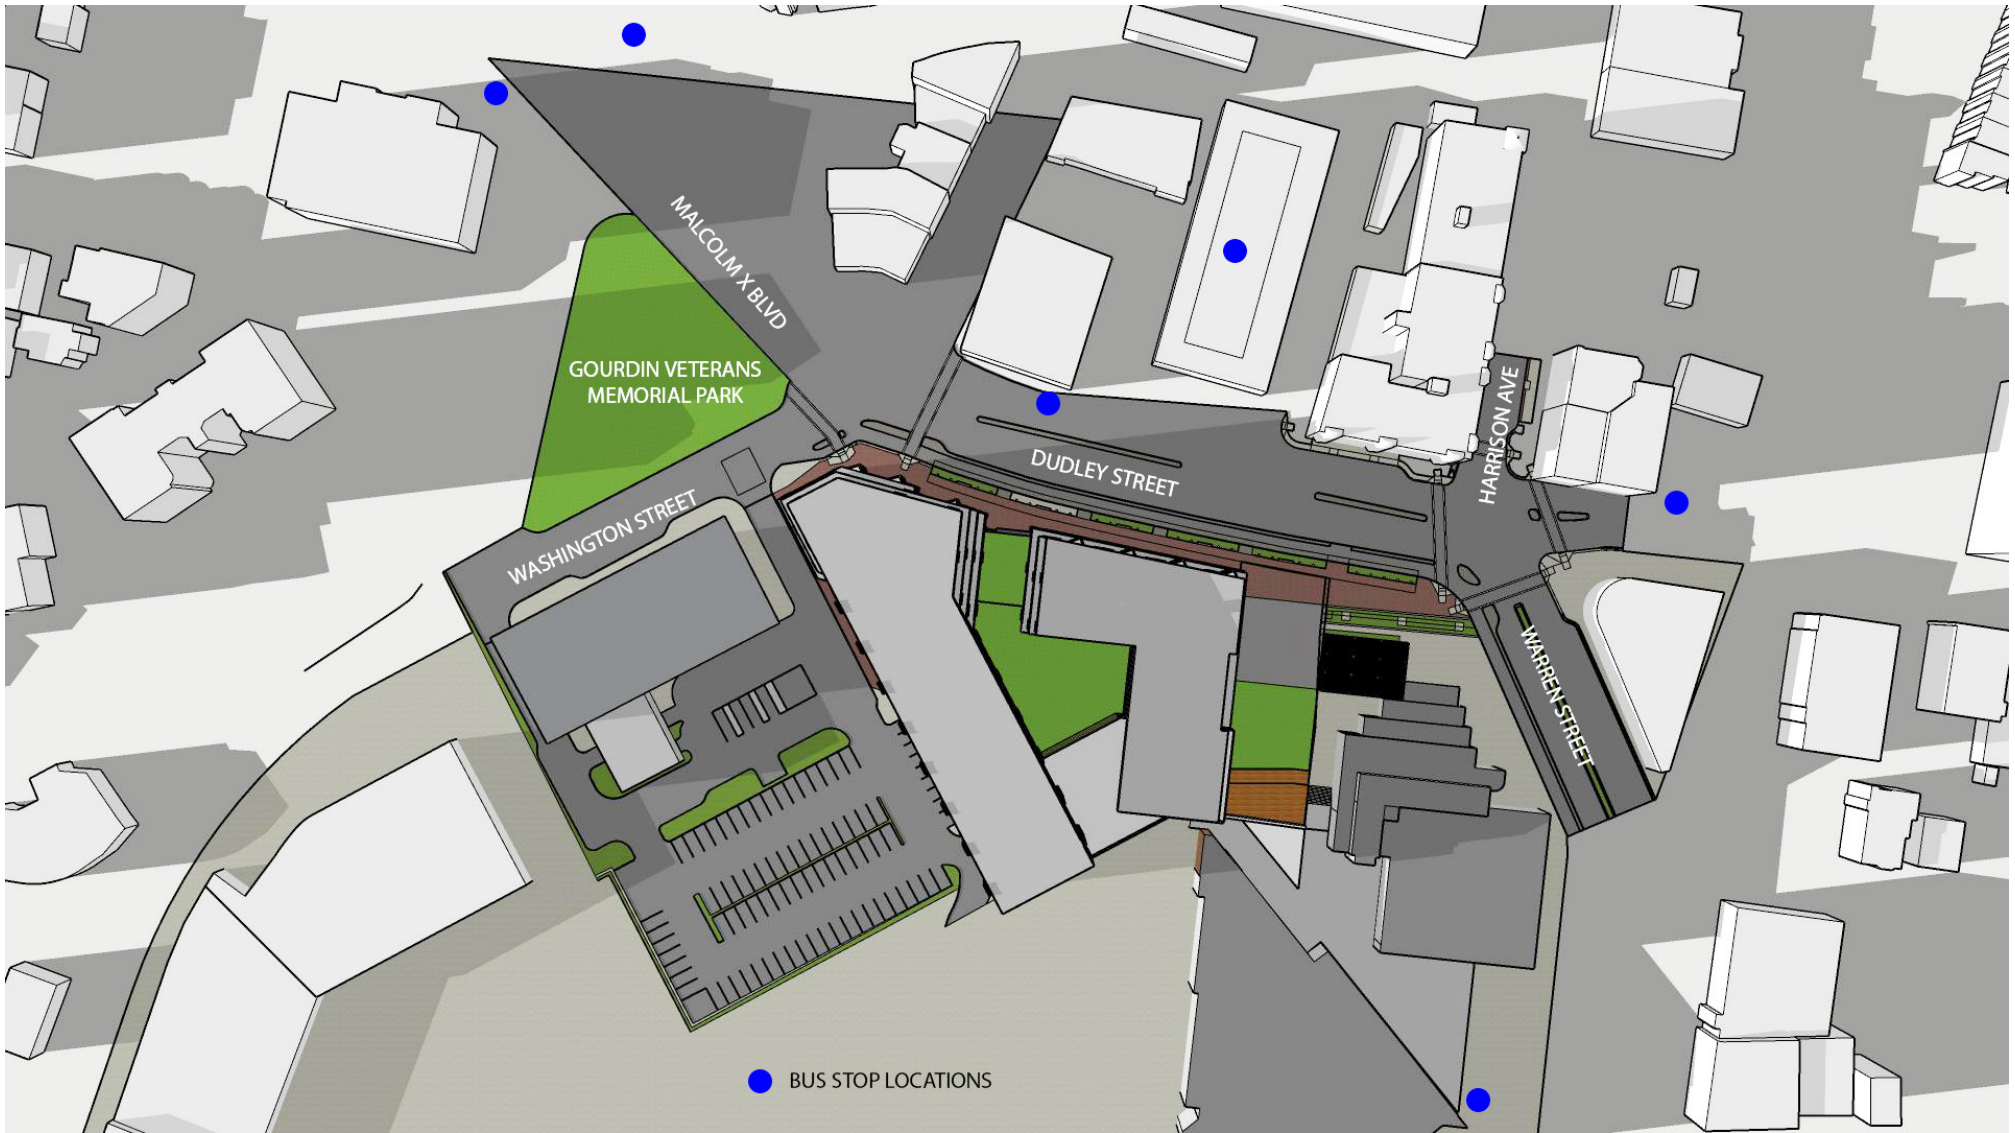 MALCOLM X BLVD
GOURDIN VETERANS
MEMORIAL PARK
WASHINGTON STREET
DUDLEY STREET
HARRISON AVE
WARREN STREET
BUS STOP LOCATIONS